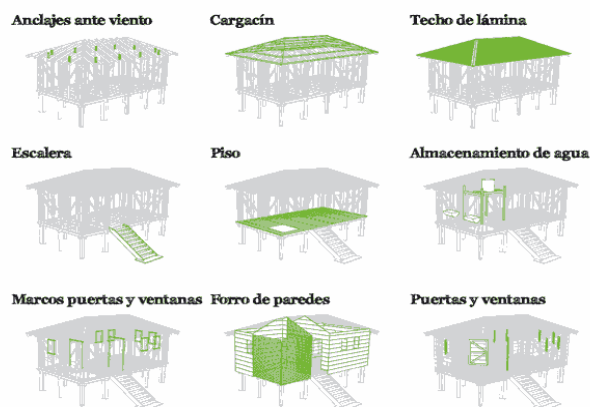 Anclajes ante viento
Cargacín
Techo de lámina
Escalera
Piso
Almacenamiento de agua
Marcos puertas y ventanas
Forro de paredes
Puertas y ventanas